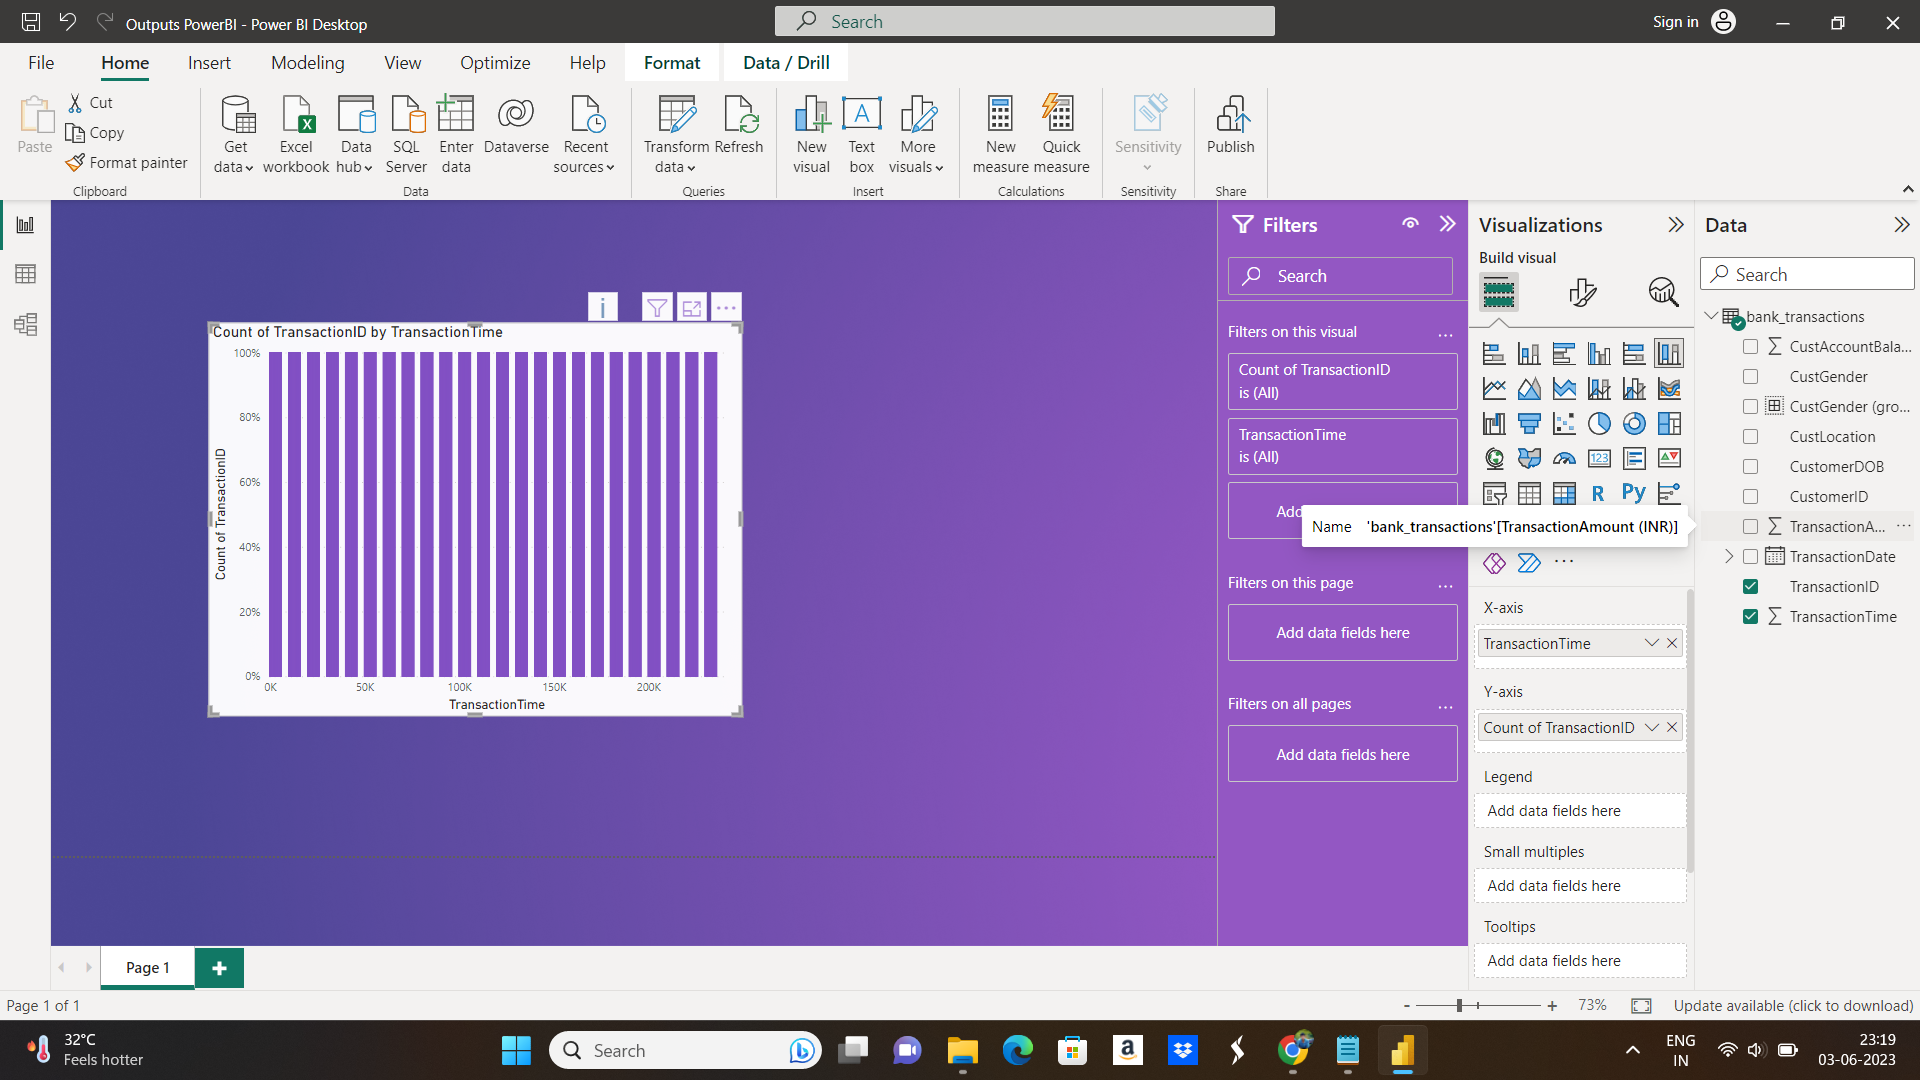 Outputs PowerBI - Power BI Desktop
Search
Sign in
File
Home
Insert
Modeling
View
Optimize
Help
Format
Data / Drill
Paste
Cut
Copy
Format painter
Clipboard
Get data
Excel workbook
Data hub
SQL Server
Enter data
Dataverse
Recent sources
Data
Transform data
Refresh
Queries
New visual
Text box
More visuals
Insert
New measure
Quick measure
Calculations
Sensitivity
Sensitivity
Publish
Share
Count of TransactionID by TransactionTime
100%
80%
60%
40%
20%
0%
Count of TransactionID
0K
50K
100K
150K
200K
TransactionTime
Filters
Search
Filters on this visual
Count of TransactionID
is (All)
TransactionTime
is (All)
Add
Filters on this page
Add data fields here
Filters on all pages
Add data fields here
Visualizations
Build visual
123
R
Py
Name 'bank_transactions'[TransactionAmount (INR)]
X-axis
TransactionTime
Y-axis
Count of TransactionID
Legend
Add data fields here
Small multiples
Add data fields here
Tooltips
Add data fields here
Data
Search
bank_transactions
CustAccountBala...
CustGender
CustGender (gro...
CustLocation
CustomerDOB
CustomerID
TransactionA...
TransactionDate
TransactionID
TransactionTime
Page 1
Page 1 of 1
73%
Update available (click to download)
32°C
Feels hotter
Search
ENG
IN
23:19
03-06-2023